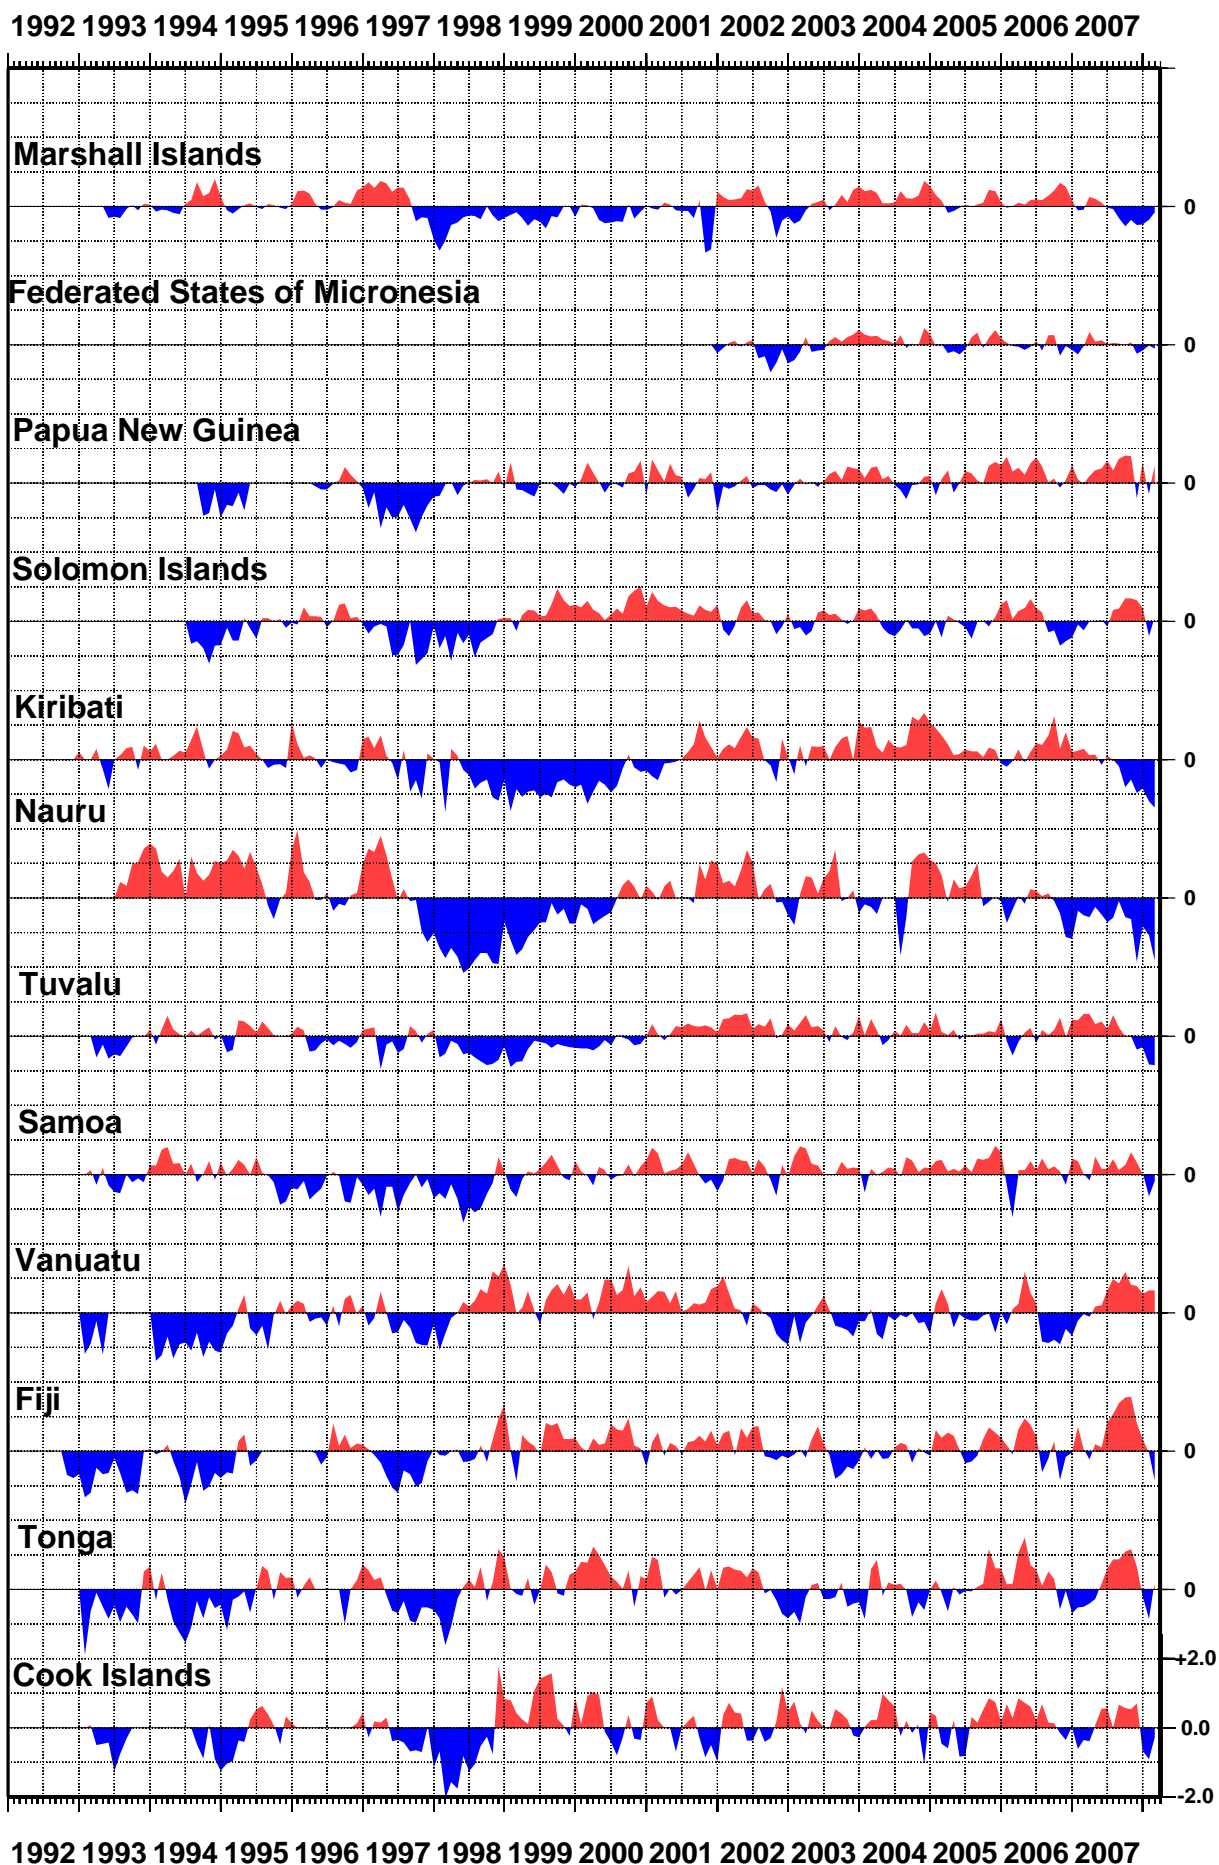 1992 1993 1994 1995 1996 1997 1998 1999 2000 2001 2002 2003 2004 2005 2006 2007
Marshall Islands
0
Federated States of Micronesia
0
Papua New Guinea
0
Solomon Islands
0
Kiribati
0
Nauru
0
Tuvalu
0
Samoa
0
Vanuatu
0
Fiji
0
Tonga
0
+2.0
Cook Islands
0.0
-2.0
1992 1993 1994 1995 1996 1997 1998 1999 2000 2001 2002 2003 2004 2005 2006 2007